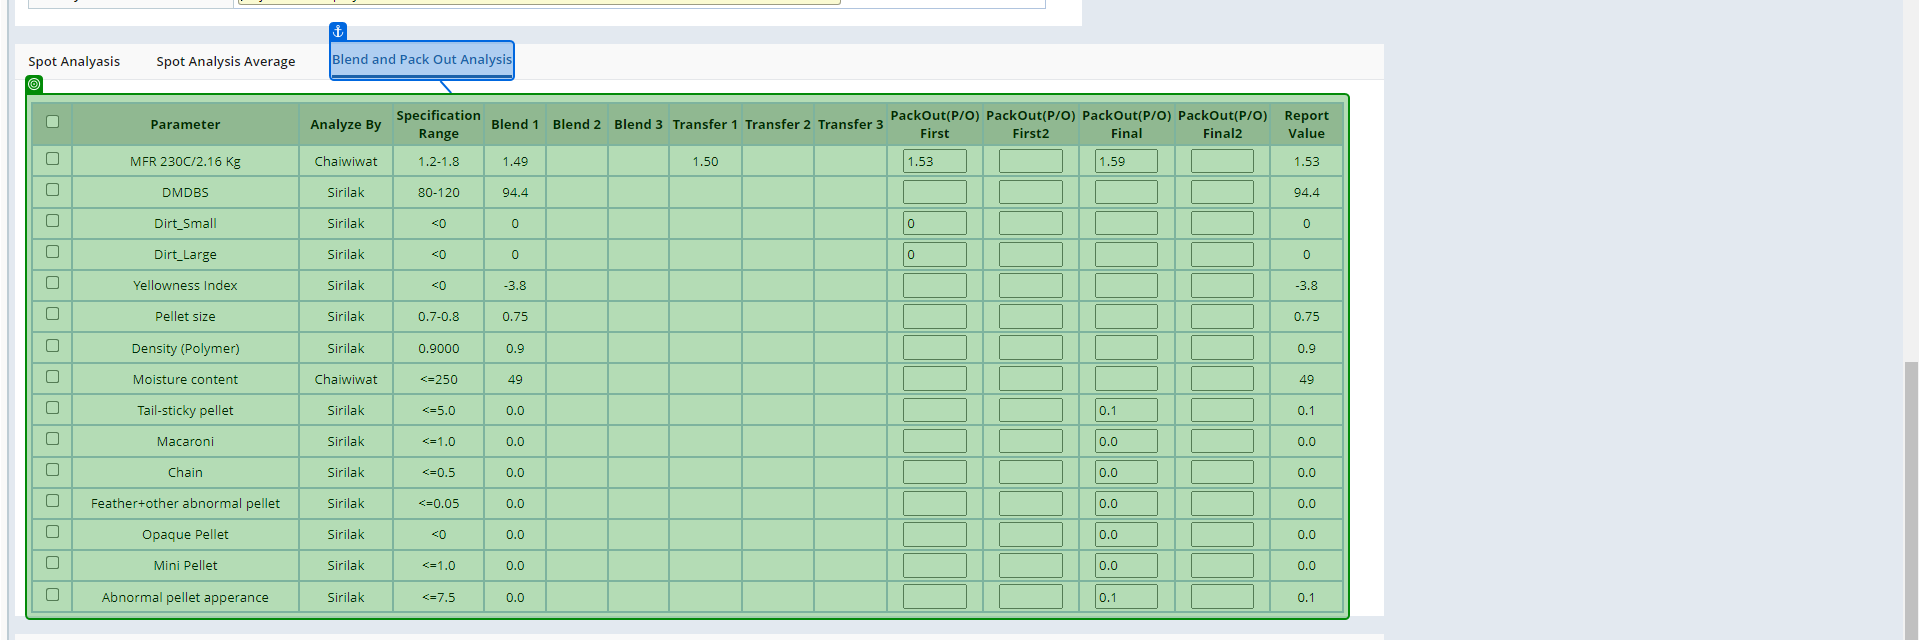 Spot Analyasis Spot Analysis Average Blend and Pack Out Analysis
Parameter Analyze By Specification Range Blend 1 Blend 2 Blend 3 Transfer 1 Transfer 2 Transfer 3 PackOut(P/O) First PackOut(P/O) First2 PackOut(P/O) Final PackOut(P/O) Final2 Report Value
MFR 230C/2.16 Kg Chaiwiwat 1.2-1.8 1.49 1.50 1.53 1.59 1.53
DMDBS Sirilak 80-120 94.4 94.4
Dirt_Small Sirilak <0 0 0 0
Dirt_Large Sirilak <0 0 0 0
Yellowness Index Sirilak <0 -3.8 -3.8
Pellet size Sirilak 0.7-0.8 0.75 0.75
Density (Polymer) Sirilak 0.9000 0.9 0.9
Moisture content Chaiwiwat <=250 49 49
Tail-sticky pellet Sirilak <=5.0 0.0 0.1 0.1
Macaroni Sirilak <=1.0 0.0 0.0 0.0
Chain Sirilak <=0.5 0.0 0.0 0.0
Feather+other abnormal pellet Sirilak <=0.05 0.0 0.0 0.0
Opaque Pellet Sirilak <0 0.0 0.0 0.0
Mini Pellet Sirilak <=1.0 0.0 0.0 0.0
Abnormal pellet apperance Sirilak <=7.5 0.0 0.1 0.1